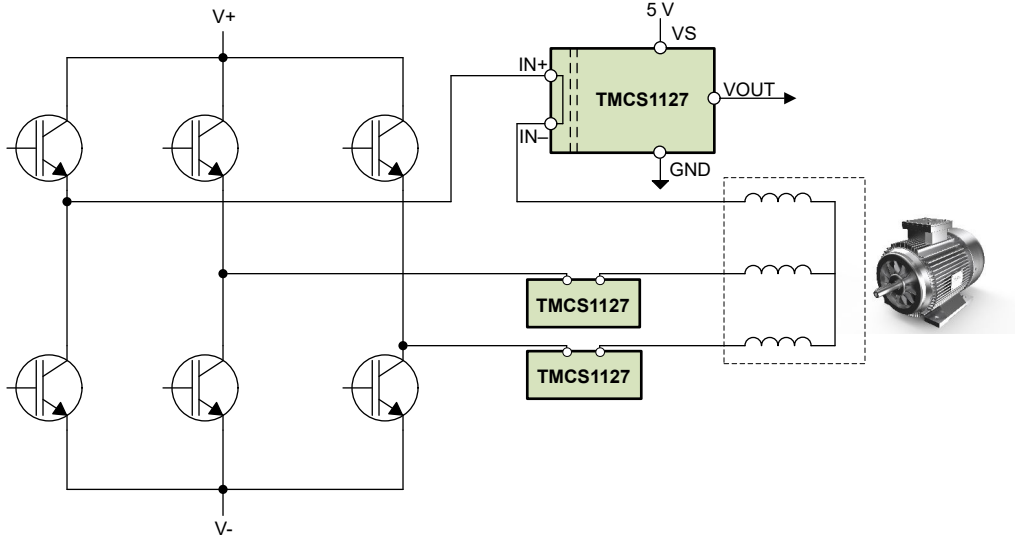 V+
5 V
VS
IN+
TMCS1127
VOUT
IN–
GND
TMCS1127
TMCS1127
V-